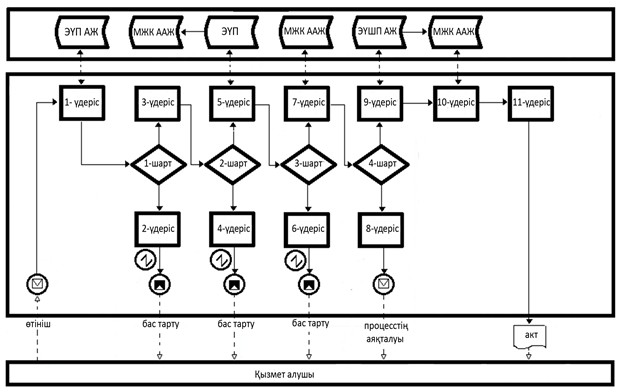 ЭҮП АЖ МЖК ААЖ ЭҮП МЖК ААЖ ЭҮШП АЖ МЖК ААЖ
1- үдеріс 3-үдеріс 5-үдеріс 7-үдеріс 9-үдеріс 10-үдеріс 11-үдеріс
1-шарт 2-шарт 3-шарт 4-шарт
2-үдеріс 4-үдеріс 6-үдеріс 8-үдеріс
өтініш бас тарту бас тарту бас тарту процесстің
аяқталуы
акт
Қызмет алушы